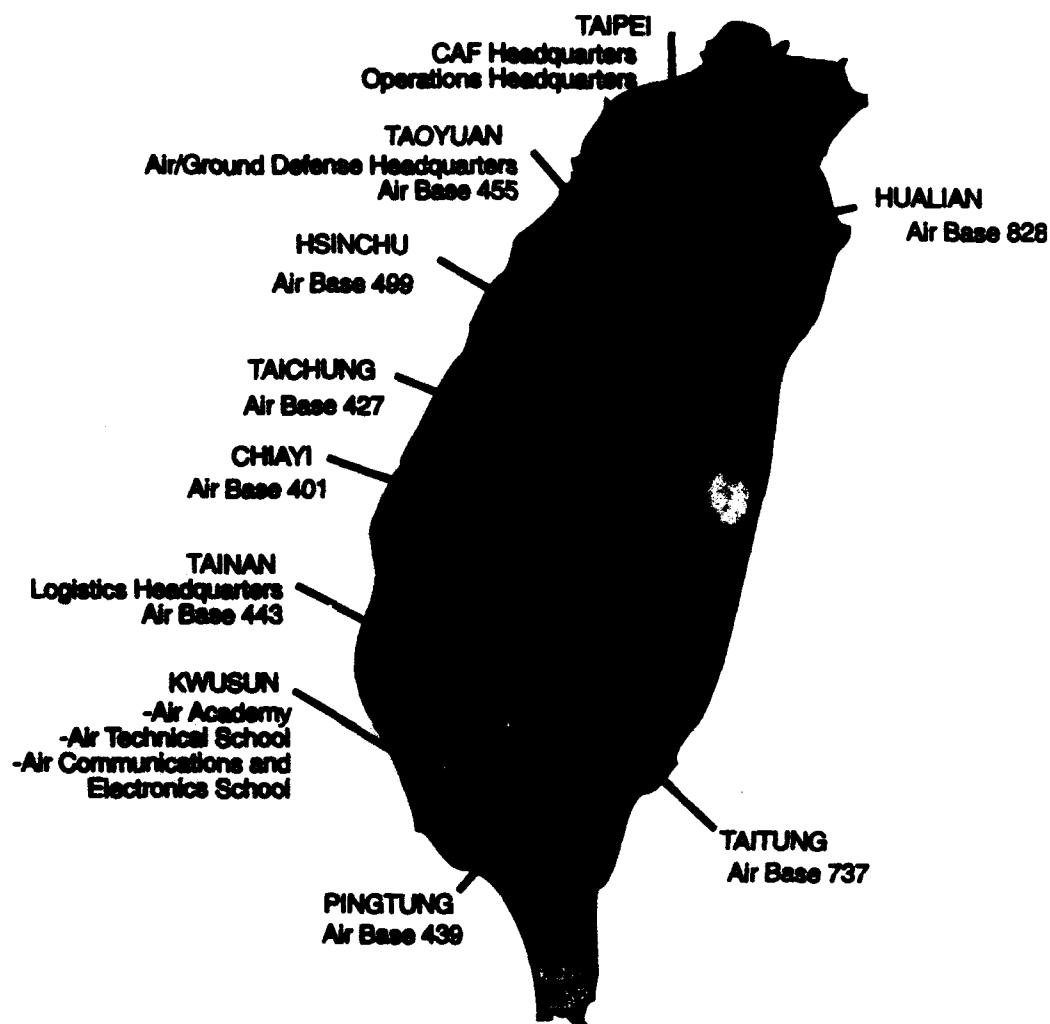 TAIPEI
CAF Headquarters
Operations Headquarters
TAOYUAN
Air/Ground Defense Headquarters
Air Base 455
HUALIAN
Air Base 828
HSINCHU
Air Base 499
TAICHUNG
Air Base 427
CHIAYI
Air Base 401
TAINAN
Logistics Headquarters
Air Base 443
KWUSUN
-Air Academy
-Air Technical School
-Air Communications and
Electronics School
TAITUNG
Air Base 737
PINGTUNG
Air Base 439